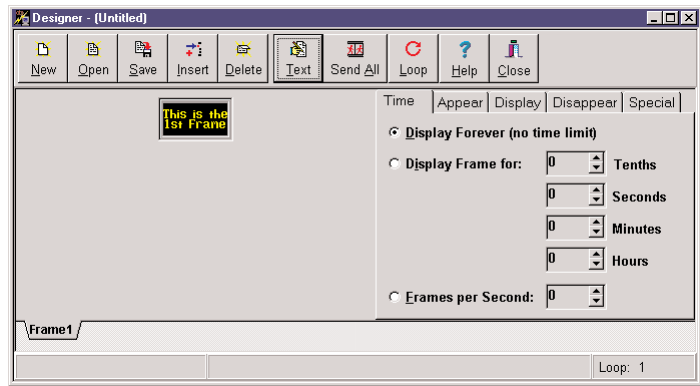 Designer - (Untitled)
New Open Save Insert Delete Text Send All Loop Help Close
This is the
1st Frame
Time Appear Display Disappear Special
Display Forever (no time limit)
Display Frame for: 0 Tenths
0 Seconds
0 Minutes
0 Hours
Frames per Second: 0
Frame1
Loop: 1